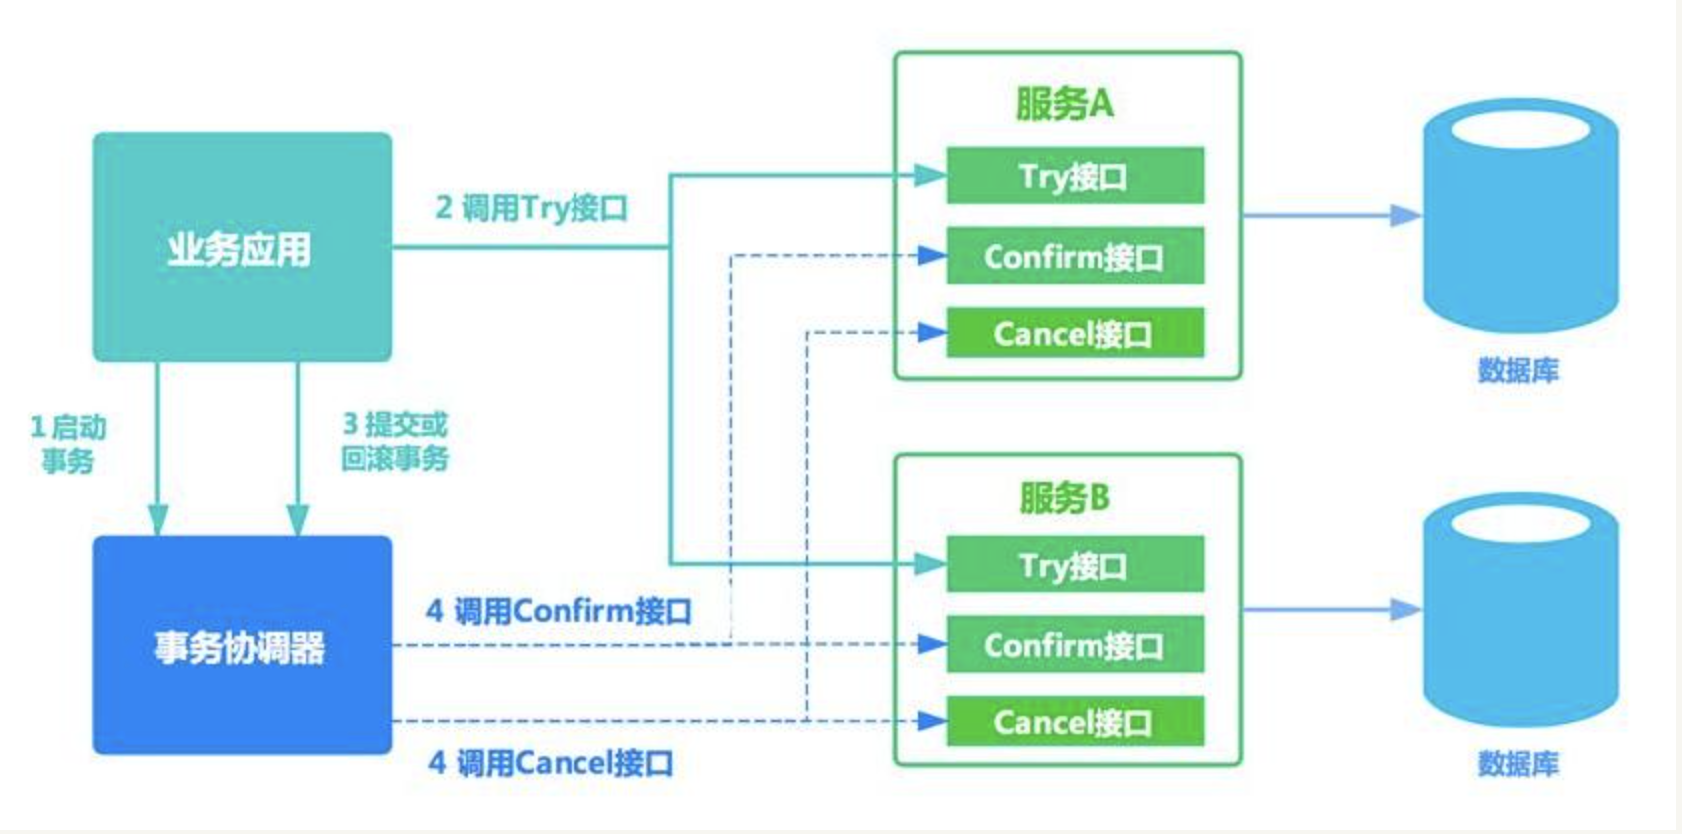 服务A
Try接口
Confirm接口
Cancel接口
数据库
业务应用
2 调用Try接口
1 启动
事务
3 提交或
回滚事务
服务B
Try接口
Confirm接口
Cancel接口
数据库
事务协调器
4 调用Confirm接口
4 调用Cancel接口